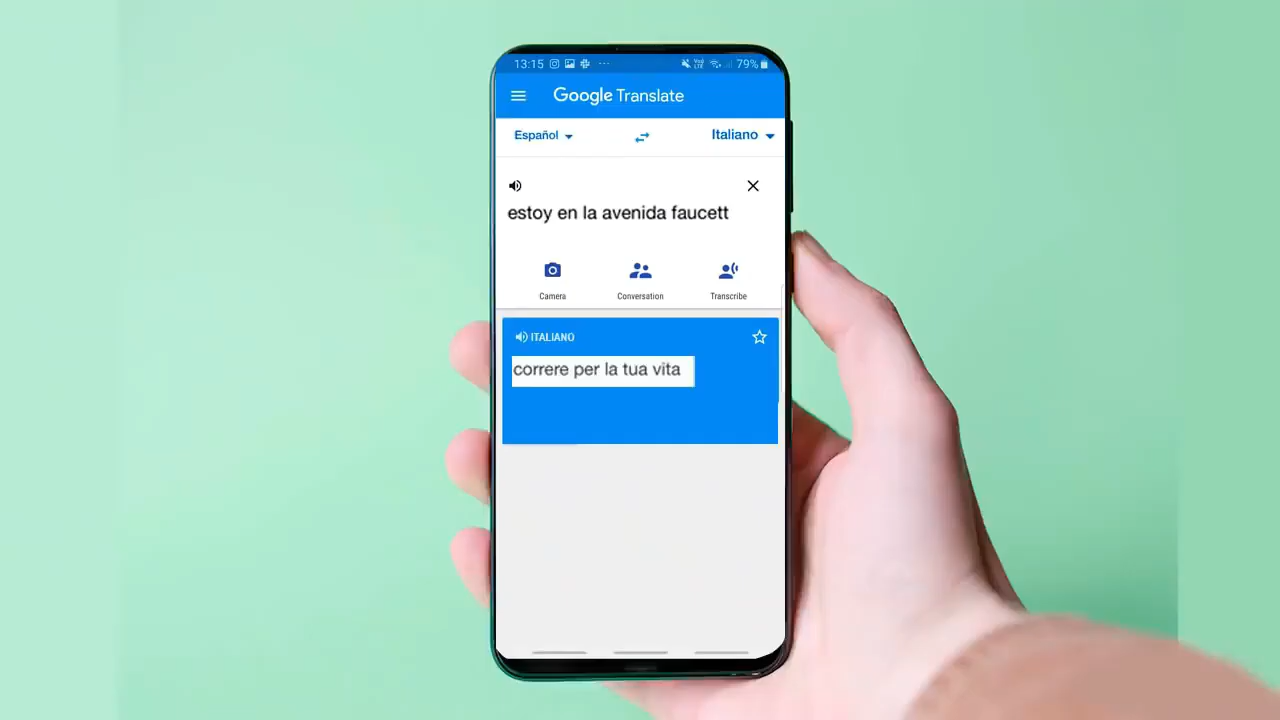 13:15 79%
Google Translate
Español Italiano
estoy en la avenida faucett
Camera Conversation Transcribe
ITALIANO
correre per la tua vita